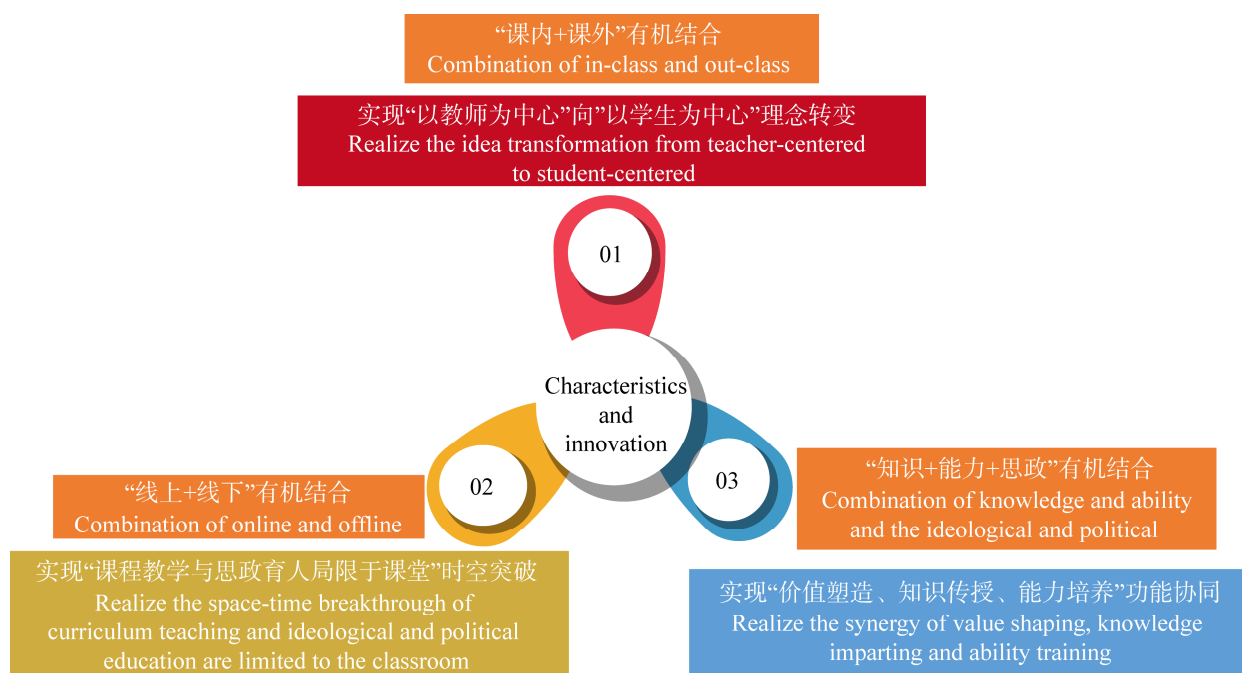 “课内+课外”有机结合
Combination of in-class and out-class
实现“以教师为中心”向”以学生为中心”理念转变
Realize the idea transformation from teacher-centered
to student-centered
01
Characteristics
and
innovation
02
“线上+线下”有机结合
Combination of online and offline
实现“课程教学与思政育人局限于课堂”时空突破
Realize the space-time breakthrough of
curriculum teaching and ideological and political
education are limited to the classroom
03
“知识+能力+思政”有机结合
Combination of knowledge and ability
and the ideological and political
实现“价值塑造、知识传授、能力培养”功能协同
Realize the synergy of value shaping, knowledge
imparting and ability training